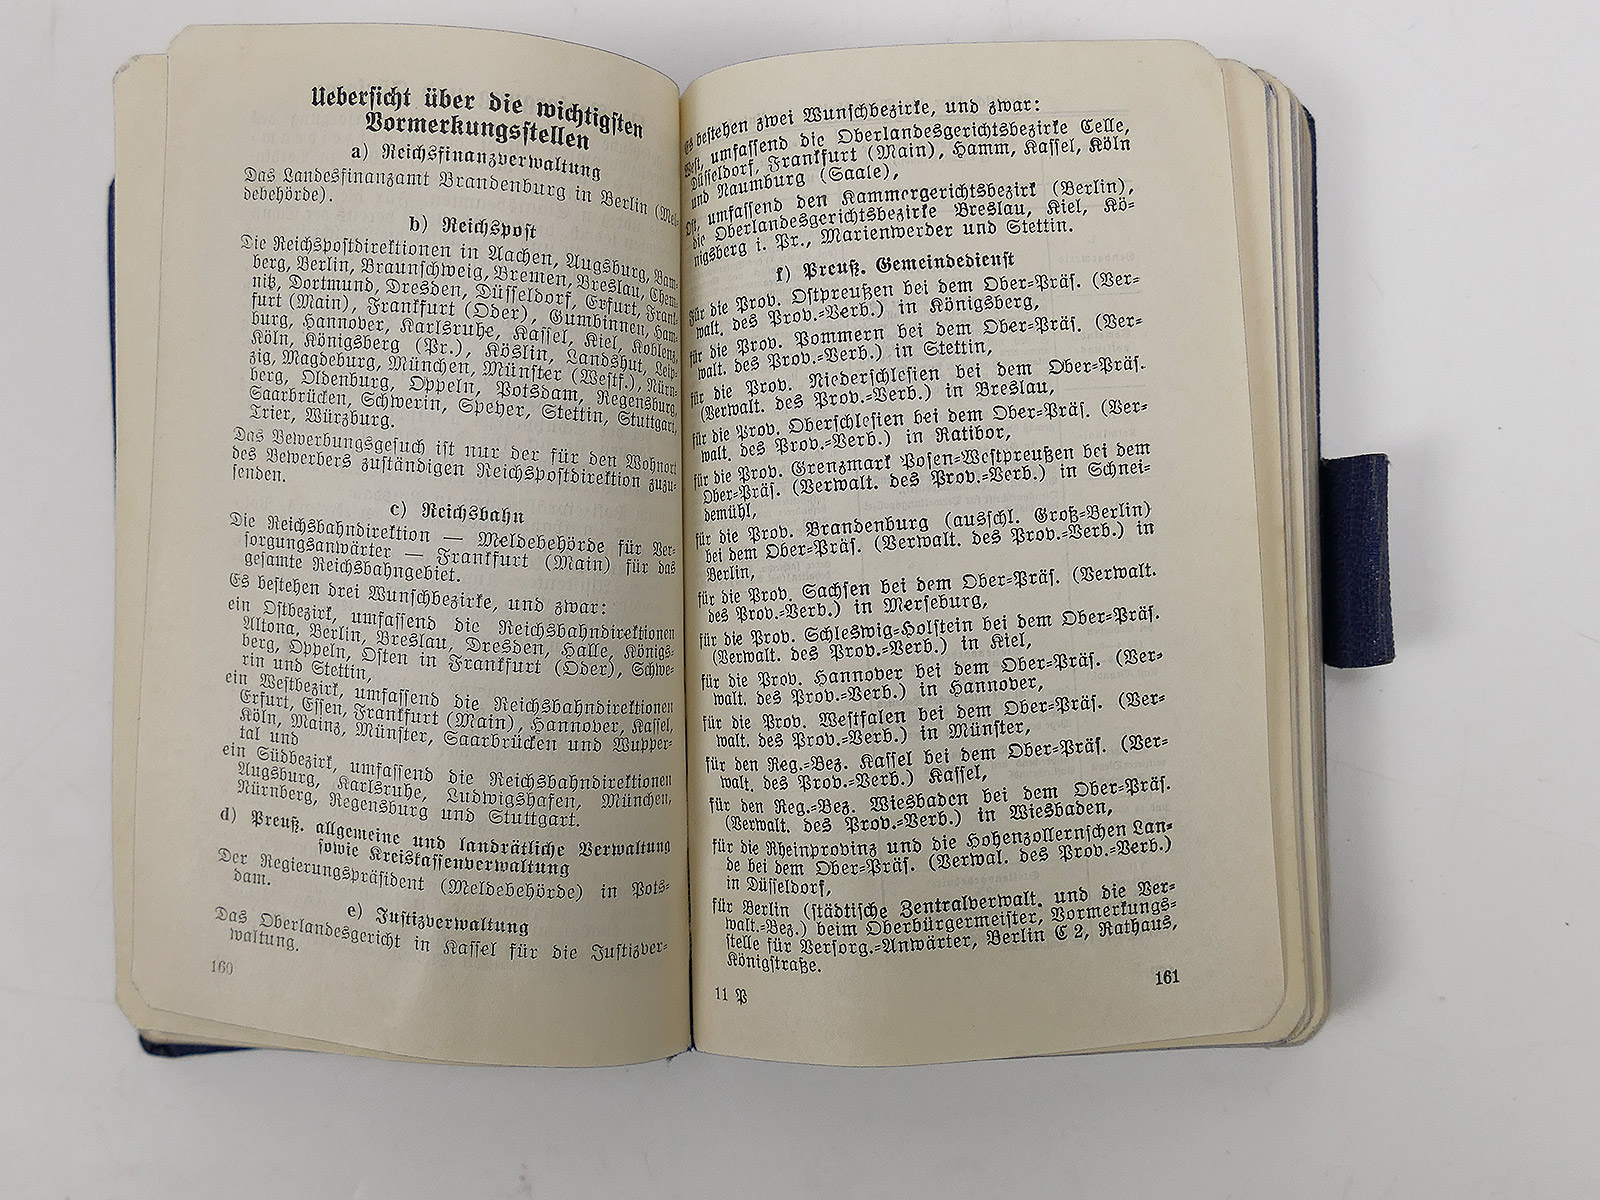 Uebersicht über die wichtigsten
Vormerkungsstellen
a) Reichsfinanzverwaltung
Das Landesfinanzamt Brandenburg in Berlin (Mel-
debehörde).
b) Reichspost
Die Reichspostdirektionen in Aachen, Augsburg, Bam-
berg, Berlin, Braunschweig, Bremen, Breslau, Chem-
nitz, Dortmund, Dresden, Düsseldorf, Erfurt, Frank-
furt (Main), Frankfurt (Oder), Gumbinnen, Ham-
burg, Hannover, Karlsruhe, Kassel, Kiel, Koblenz,
Köln, Königsberg (Pr.), Köslin, Landshut, Leip-
zig, Magdeburg, München, Münster (Westf.), Nürn-
berg, Oldenburg, Oppeln, Potsdam, Regensburg,
Saarbrücken, Schwerin, Speyer, Stettin, Stuttgart,
Trier, Würzburg.
Das Bewerbungsgesuch ist nur der für den Wohnort
des Bewerbers zuständigen Reichspostdirektion zuzu-
senden.
c) Reichsbahn
Die Reichsbahndirektion — Meldebehörde für Ver-
sorgungsanwärter — Frankfurt (Main) für das
gesamte Reichsbahngebiet.
Es bestehen drei Wunschbezirke, und zwar:
ein Ostbezirk, umfassend die Reichsbahndirektionen
Altona, Berlin, Breslau, Dresden, Halle, Königs-
berg, Oppeln, Osten in Frankfurt (Oder), Schwe-
rin und Stettin,
ein Westbezirk, umfassend die Reichsbahndirektionen
Erfurt, Essen, Frankfurt (Main), Hannover, Kassel,
Köln, Mainz, Münster, Saarbrücken und Wupper-
tal und
ein Südbezirk, umfassend die Reichsbahndirektionen
Augsburg, Karlsruhe, Ludwigshafen, München,
Nürnberg, Regensburg und Stuttgart.
d) Preuß. allgemeine und landrätliche Verwaltung
sowie Kreiskassenverwaltung
Der Regierungspräsident (Meldebehörde) in Pots-
dam.
e) Justizverwaltung
Das Oberlandesgericht in Kassel für die Justizver-
waltung.
160
Es bestehen zwei Wunschbezirke, und zwar:
West, umfassend die Oberlandesgerichtsbezirke Celle,
Düsseldorf, Frankfurt (Main), Hamm, Kassel, Köln
und Naumburg (Saale),
Ost, umfassend den Kammergerichtsbezirk (Berlin),
die Oberlandesgerichtsbezirke Breslau, Kiel, Kö-
nigsberg i. Pr., Marienwerder und Stettin.
f) Preuß. Gemeindedienst
Für die Prov. Ostpreußen bei dem Ober-Präs. (Ver-
walt. des Prov.-Verb.) in Königsberg,
für die Prov. Pommern bei dem Ober-Präs. (Ver-
walt. des Prov.-Verb.) in Stettin,
für die Prov. Niederschlesien bei dem Ober-Präs.
(Verwalt. des Prov.-Verb.) in Breslau,
für die Prov. Oberschlesien bei dem Ober-Präs. (Ver-
walt. des Prov.-Verb.) in Ratibor,
für die Prov. Grenzmark Posen-Westpreußen bei dem
Ober-Präs. (Verwalt. des Prov.-Verb.) in Schnei-
demühl,
für die Prov. Brandenburg (ausschl. Groß-Berlin)
bei dem Ober-Präs. (Verwalt. des Prov.-Verb.) in
Berlin,
für die Prov. Sachsen bei dem Ober-Präs. (Verwalt.
des Prov.-Verb.) in Merseburg,
für die Prov. Schleswig-Holstein bei dem Ober-Präs.
(Verwalt. des Prov.-Verb.) in Kiel,
für die Prov. Hannover bei dem Ober-Präs. (Ver-
walt. des Prov.-Verb.) in Hannover,
für die Prov. Westfalen bei dem Ober-Präs. (Ver-
walt. des Prov.-Verb.) in Münster,
für den Reg.-Bez. Kassel bei dem Ober-Präs. (Ver-
walt. des Prov.-Verb.) Kassel,
für den Reg.-Bez. Wiesbaden bei dem Ober-Präs.
(Verwalt. des Prov.-Verb.) in Wiesbaden,
für die Rheinprovinz und die Hohenzollernschen Lan-
de bei dem Ober-Präs. (Verwal. des Prov.-Verb.)
in Düsseldorf,
für Berlin (städtische Zentralverwalt. und die Ver-
walt.-Bez.) beim Oberbürgermeister, Vormerkungs-
stelle für Versorg.-Anwärter, Berlin C 2, Rathaus,
Königstraße.
11 P
161